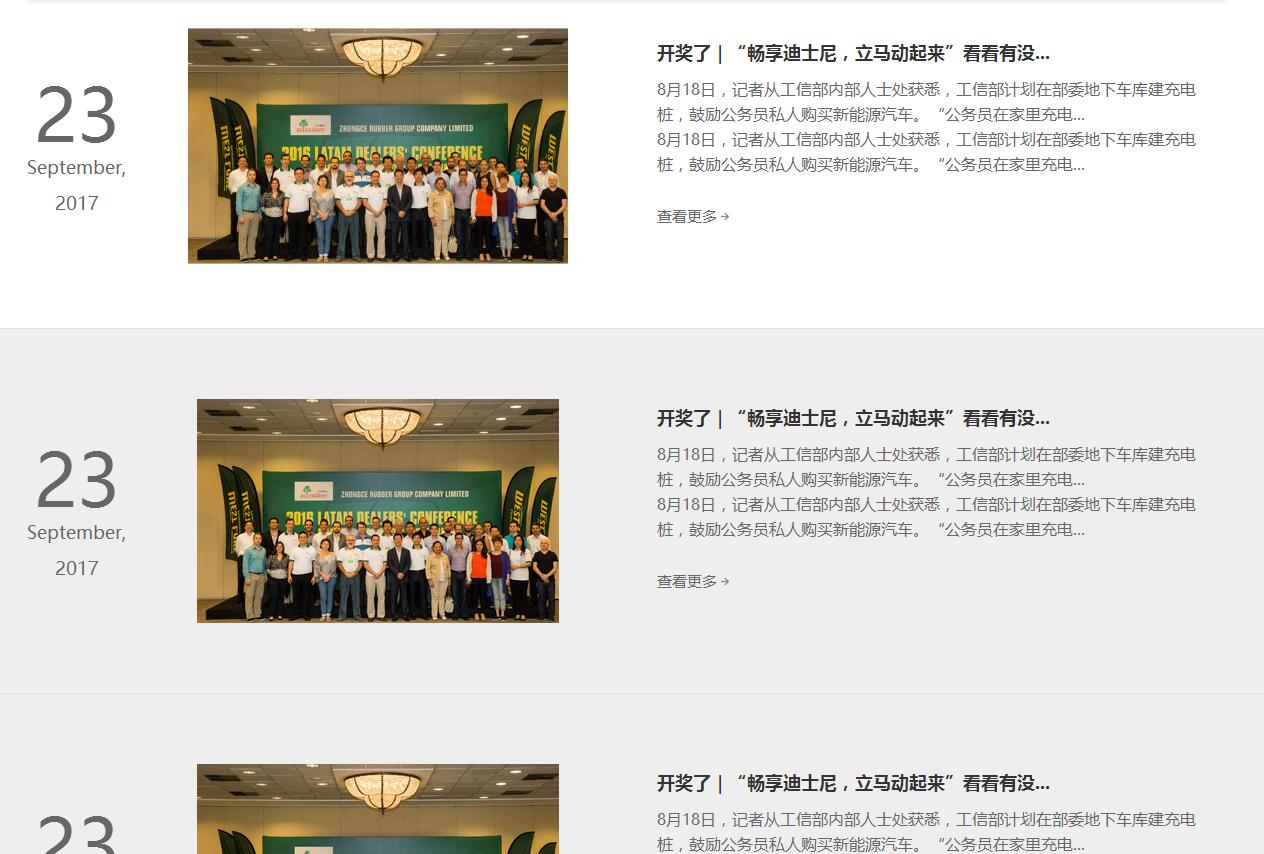 23
September,
2017
ZHONGCE RUBBER GROUP COMPANY LIMITED
2016 LATAM DEALERS' CONFERENCE
开奖了 | “畅享迪士尼，立马动起来”看看有没...
8月18日，记者从工信部内部人士处获悉，工信部计划在部委地下车库建充电
桩，鼓励公务员私人购买新能源汽车。“公务员在家里充电...
8月18日，记者从工信部内部人士处获悉，工信部计划在部委地下车库建充电
桩，鼓励公务员私人购买新能源汽车。“公务员在家里充电...
查看更多 →
23
September,
2017
ZHONGCE RUBBER GROUP COMPANY LIMITED
2016 LATAM DEALERS' CONFERENCE
开奖了 | “畅享迪士尼，立马动起来”看看有没...
8月18日，记者从工信部内部人士处获悉，工信部计划在部委地下车库建充电
桩，鼓励公务员私人购买新能源汽车。“公务员在家里充电...
8月18日，记者从工信部内部人士处获悉，工信部计划在部委地下车库建充电
桩，鼓励公务员私人购买新能源汽车。“公务员在家里充电...
查看更多 →
23
开奖了 | “畅享迪士尼，立马动起来”看看有没...
8月18日，记者从工信部内部人士处获悉，工信部计划在部委地下车库建充电
桩，鼓励公务员私人购买新能源汽车。“公务员在家里充电...